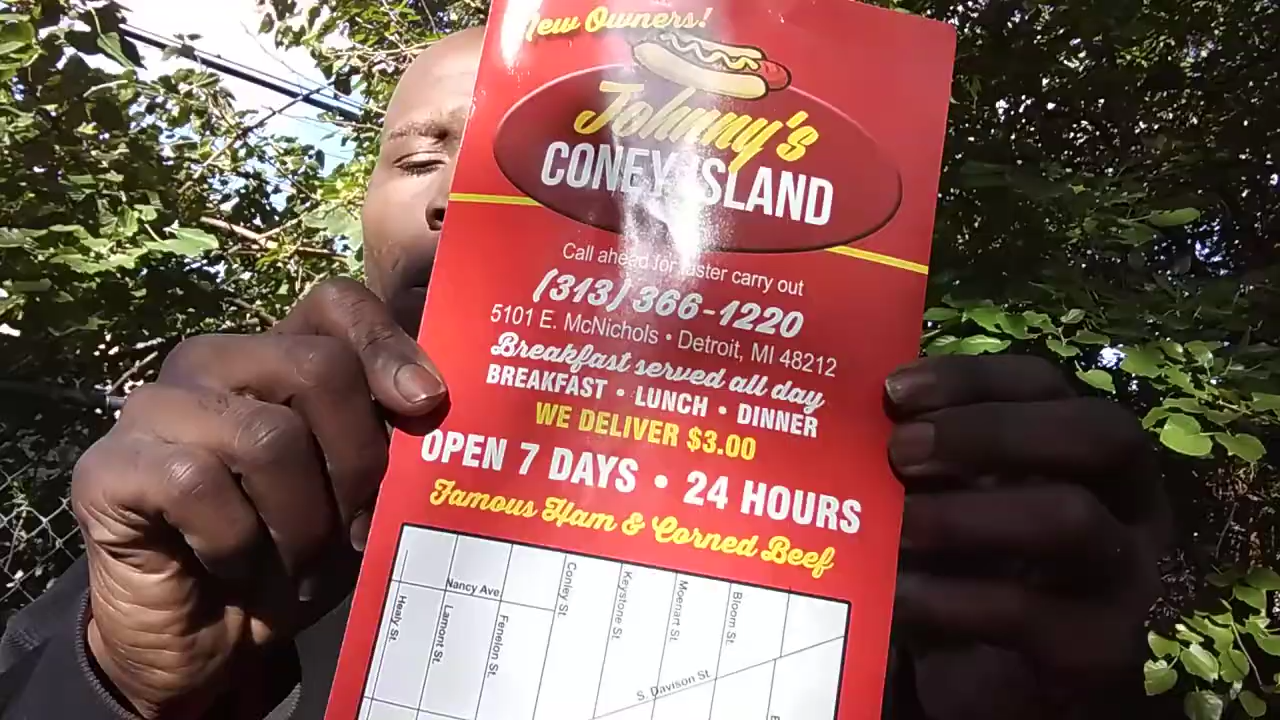 New Owners!
Johnny's
CONEY ISLAND
Call ahead for faster carry out
(313) 366-1220
5101 E. McNichols • Detroit, MI 48212
Breakfast served all day
BREAKFAST • LUNCH • DINNER
WE DELIVER $3.00
OPEN 7 DAYS • 24 HOURS
Famous Ham & Corned Beef
Nancy Ave
Healy St.
Lamont St.
Fenelon St.
Conley St.
Keystone St.
Moenart St.
Bloom St.
S. Davison St